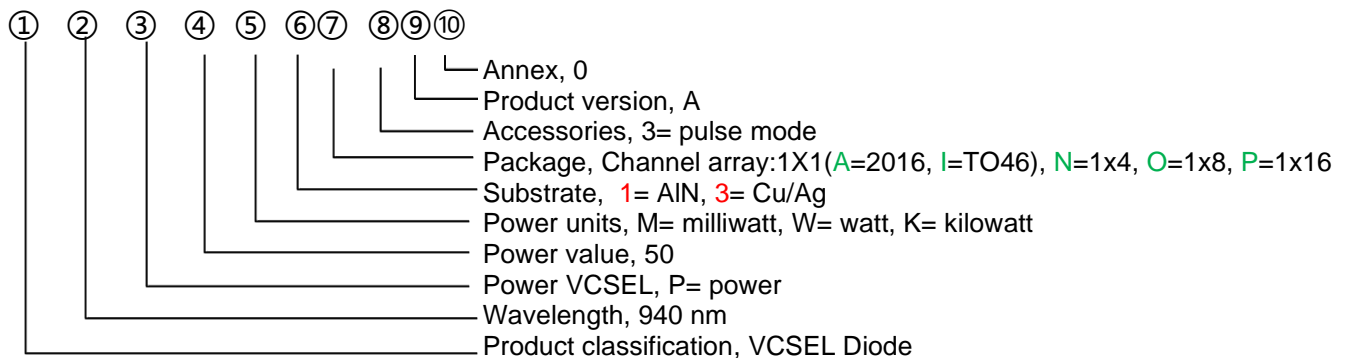 ① ② ③ ④ ⑤ ⑥⑦ ⑧⑨⑩
Annex, 0
Product version, A
Accessories, 3= pulse mode
Package, Channel array:1X1(A=2016, I=TO46), N=1x4, O=1x8, P=1x16
Substrate, 1= AlN, 3= Cu/Ag
Power units, M= milliwatt, W= watt, K= kilowatt
Power value, 50
Power VCSEL, P= power
Wavelength, 940 nm
Product classification, VCSEL Diode